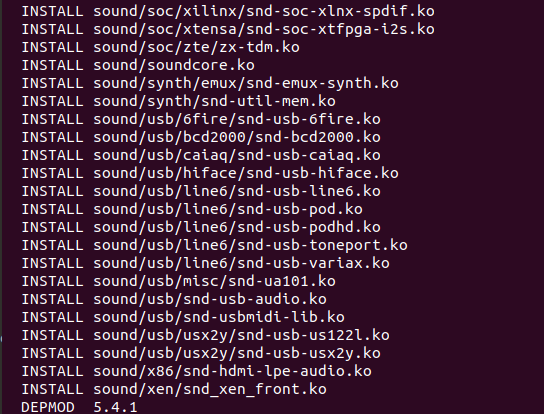 INSTALL sound/soc/xilinx/snd-soc-xlnx-spdif.ko
INSTALL sound/soc/xtensa/snd-soc-xtfpga-i2s.ko
INSTALL sound/soc/zte/zx-tdm.ko
INSTALL sound/soundcore.ko
INSTALL sound/synth/emux/snd-emux-synth.ko
INSTALL sound/synth/snd-util-mem.ko
INSTALL sound/usb/6fire/snd-usb-6fire.ko
INSTALL sound/usb/bcd2000/snd-bcd2000.ko
INSTALL sound/usb/caiaq/snd-usb-caiaq.ko
INSTALL sound/usb/hiface/snd-usb-hiface.ko
INSTALL sound/usb/line6/snd-usb-line6.ko
INSTALL sound/usb/line6/snd-usb-pod.ko
INSTALL sound/usb/line6/snd-usb-podhd.ko
INSTALL sound/usb/line6/snd-usb-toneport.ko
INSTALL sound/usb/line6/snd-usb-variax.ko
INSTALL sound/usb/misc/snd-ua101.ko
INSTALL sound/usb/snd-usb-audio.ko
INSTALL sound/usb/snd-usbmidi-lib.ko
INSTALL sound/usb/usx2y/snd-usb-us122l.ko
INSTALL sound/usb/usx2y/snd-usb-usx2y.ko
INSTALL sound/x86/snd-hdmi-lpe-audio.ko
INSTALL sound/xen/snd_xen_front.ko
DEPMOD  5.4.1